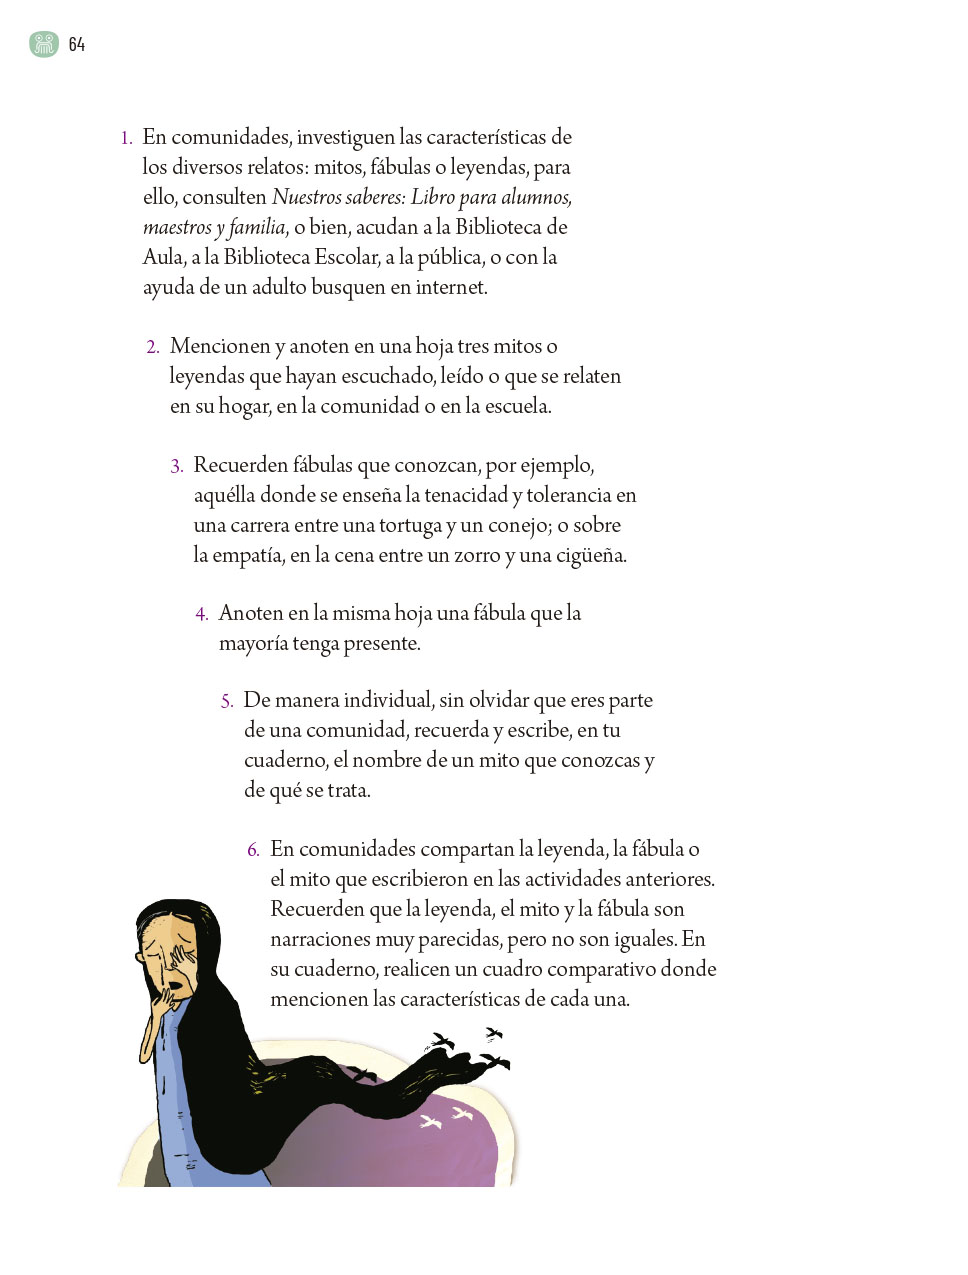 64
1. En comunidades, investiguen las características de
los diversos relatos: mitos, fábulas o leyendas, para
ello, consulten Nuestros saberes: Libro para alumnos,
maestros y familia, o bien, acudan a la Biblioteca de
Aula, a la Biblioteca Escolar, a la pública, o con la
ayuda de un adulto busquen en internet.
2. Mencionen y anoten en una hoja tres mitos o
leyendas que hayan escuchado, leído o que se relaten
en su hogar, en la comunidad o en la escuela.
3. Recuerden fábulas que conozcan, por ejemplo,
aquélla donde se enseña la tenacidad y tolerancia en
una carrera entre una tortuga y un conejo; o sobre
la empatía, en la cena entre un zorro y una cigüeña.
4. Anoten en la misma hoja una fábula que la
mayoría tenga presente.
5. De manera individual, sin olvidar que eres parte
de una comunidad, recuerda y escribe, en tu
cuaderno, el nombre de un mito que conozcas y
de qué se trata.
6. En comunidades compartan la leyenda, la fábula o
el mito que escribieron en las actividades anteriores.
Recuerden que la leyenda, el mito y la fábula son
narraciones muy parecidas, pero no son iguales. En
su cuaderno, realicen un cuadro comparativo donde
mencionen las características de cada una.